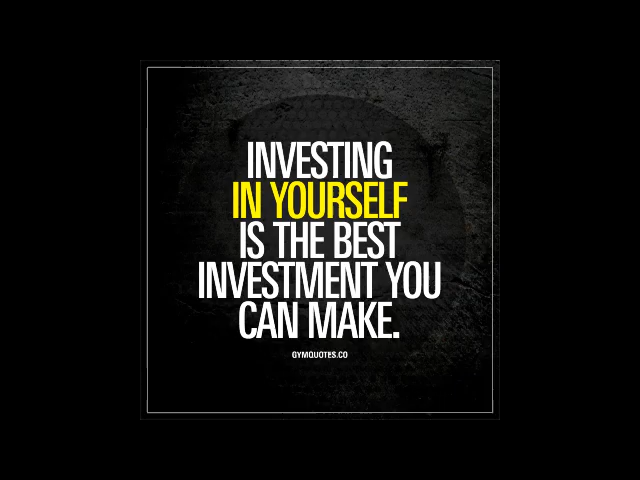 INVESTING
IN YOURSELF
IS THE BEST
INVESTMENT YOU
CAN MAKE.
GYMQUOTES.CO